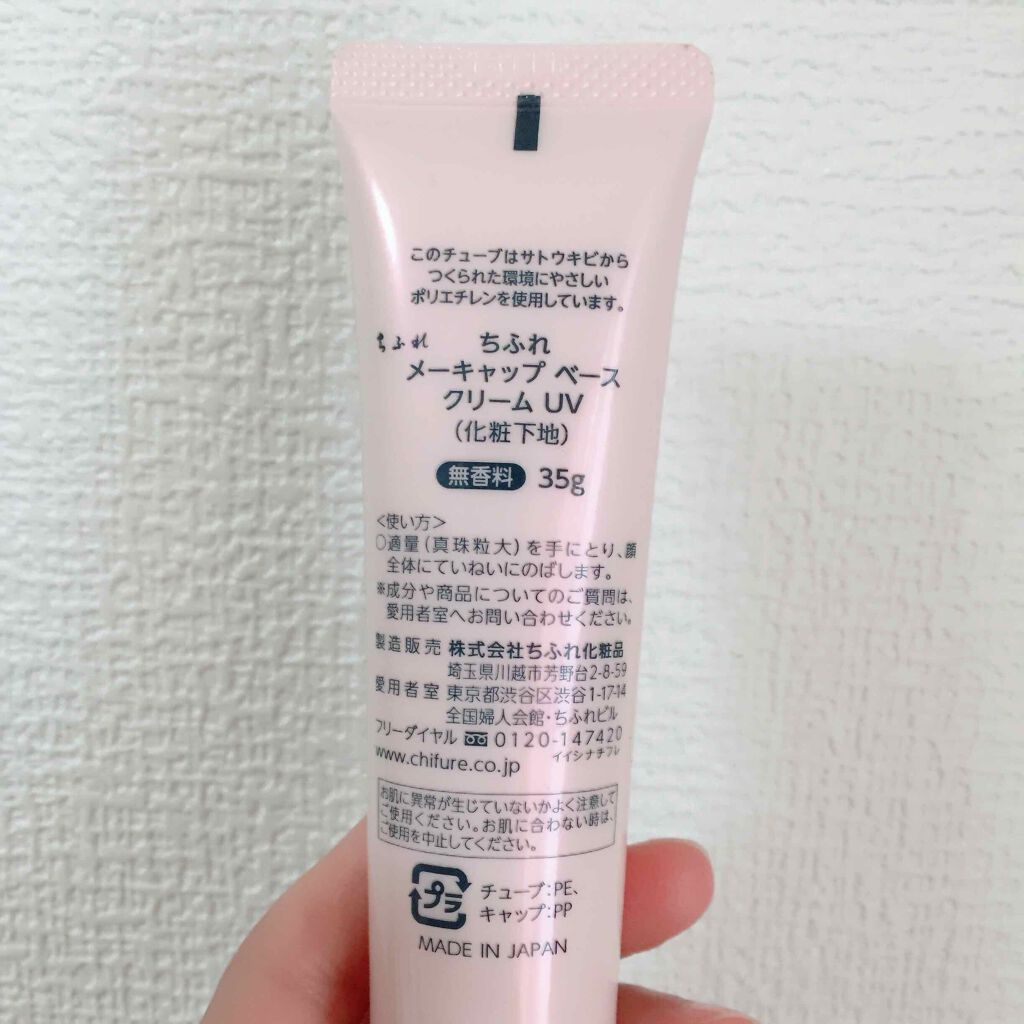 このチューブはサトウキビから
つくられた環境にやさしい
ポリエチレンを使用しています。
ちふれ ちふれ
メーキャップ ベース
クリーム UV
(化粧下地)
無香料 35g
<使い方>
○適量(真珠粒大)を手にとり、顔
全体にていねいにのばします。
※成分や商品についてのご質問は、
愛用者室へお問い合わせください。
製造販売 株式会社ちふれ化粧品
埼玉県川越市芳野台2-8-59
愛用者室 東京都渋谷区渋谷1-17-14
全国婦人会館・ちふれビル
フリーダイヤル 0120-147420
イイシナチフレ
www.chifure.co.jp
お肌に異常が生じていないかよく注意して
ご使用ください。お肌に合わない時は、
ご使用を中止してください。
プラ チューブ:PE、
キャップ:PP
MADE IN JAPAN